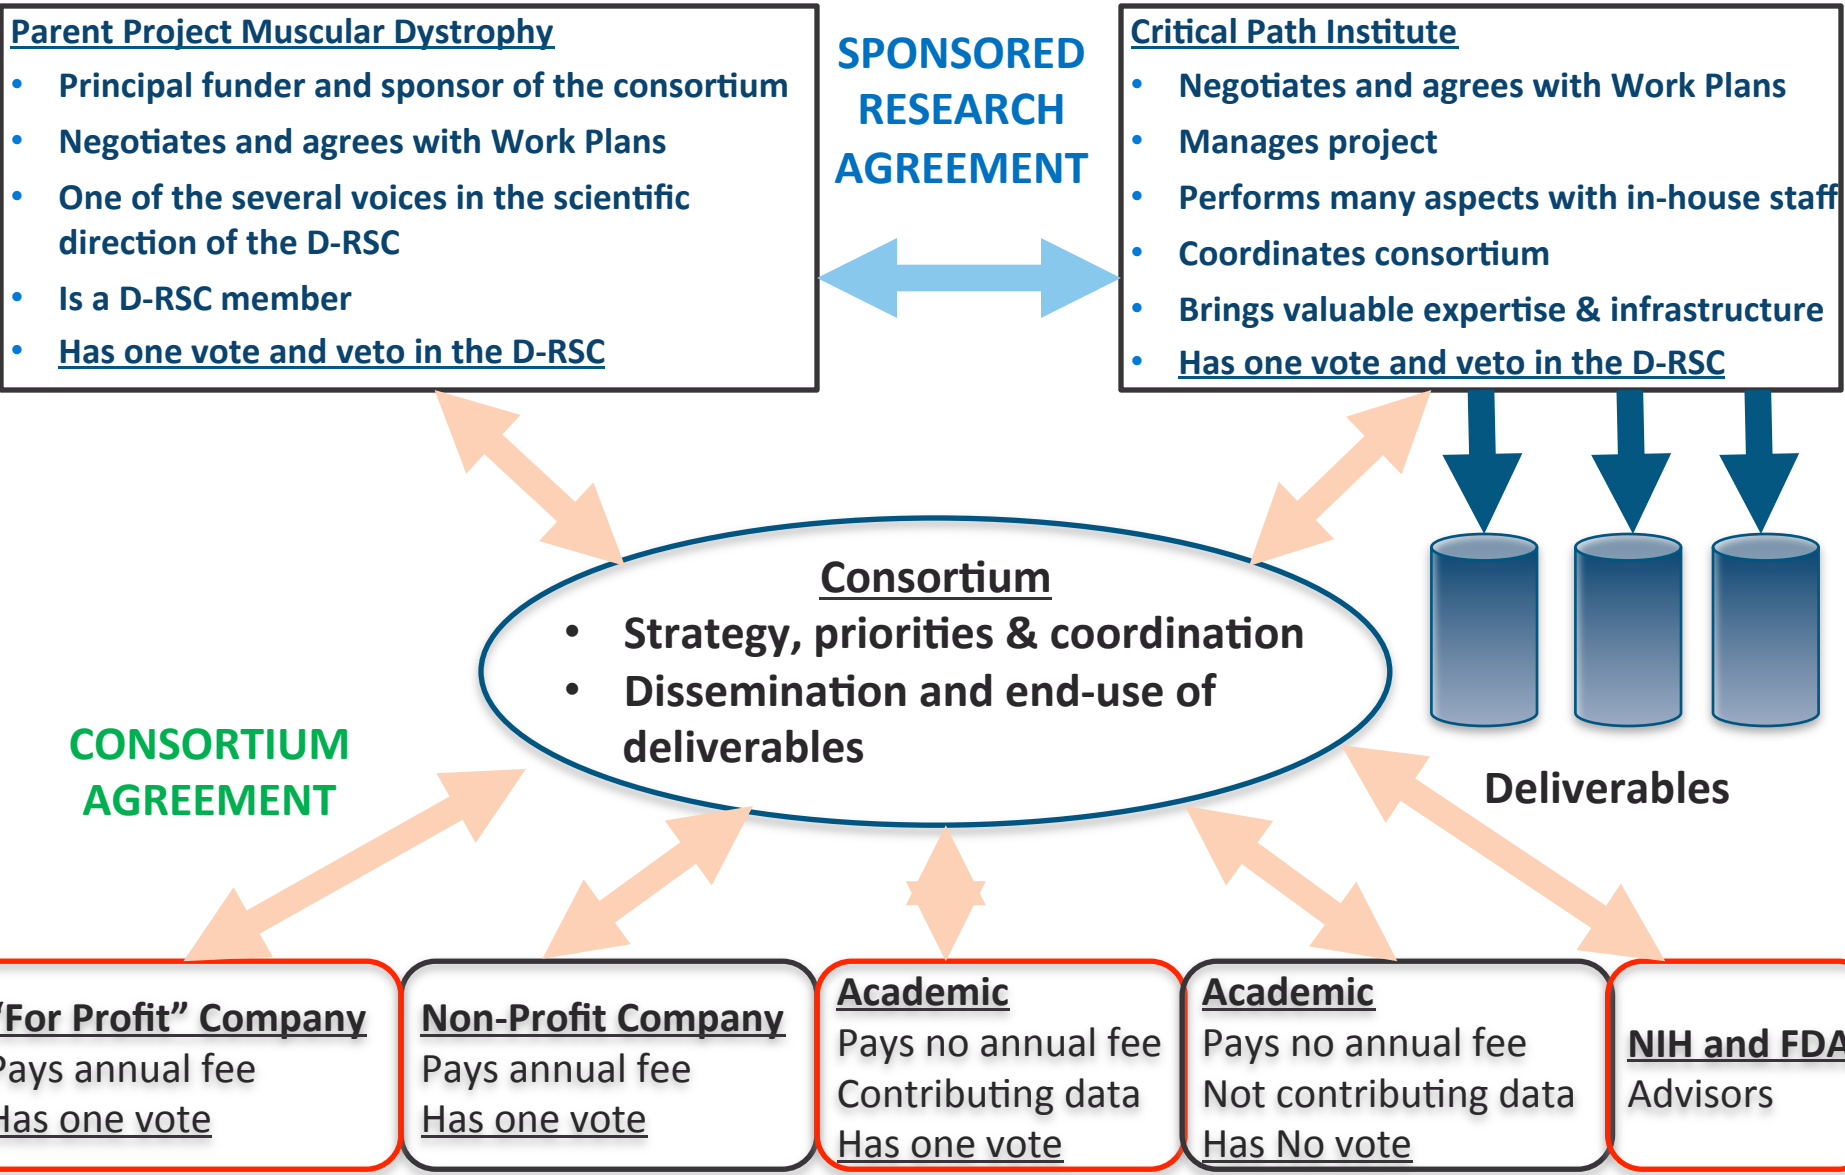 Parent Project Muscular Dystrophy
• Principal funder and sponsor of the consortium
• Negotiates and agrees with Work Plans
• One of the several voices in the scientific
direction of the D-RSC
• Is a D-RSC member
• Has one vote and veto in the D-RSC
SPONSORED
RESEARCH
AGREEMENT
Critical Path Institute
• Negotiates and agrees with Work Plans
• Manages project
• Performs many aspects with in-house staff
• Coordinates consortium
• Brings valuable expertise & infrastructure
• Has one vote and veto in the D-RSC
Consortium
• Strategy, priorities & coordination
• Dissemination and end-use of
deliverables
CONSORTIUM
AGREEMENT
Deliverables
“For Profit” Company
Pays annual fee
Has one vote
Non-Profit Company
Pays annual fee
Has one vote
Academic
Pays no annual fee
Contributing data
Has one vote
Academic
Pays no annual fee
Not contributing data
Has No vote
NIH and FDA
Advisors